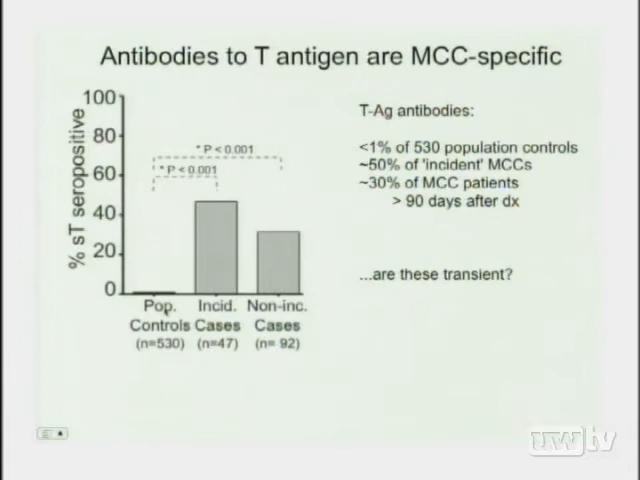 Antibodies to T antigen are MCC-specific
% sT seropositive
100
80
60
40
20
0
* P < 0.001
* P < 0.001
Pop. Controls (n=530)
Incid. Cases (n=47)
Non-inc. Cases (n= 92)
T-Ag antibodies:
<1% of 530 population controls
~50% of 'incident' MCCs
~30% of MCC patients
> 90 days after dx
...are these transient?
uwtv